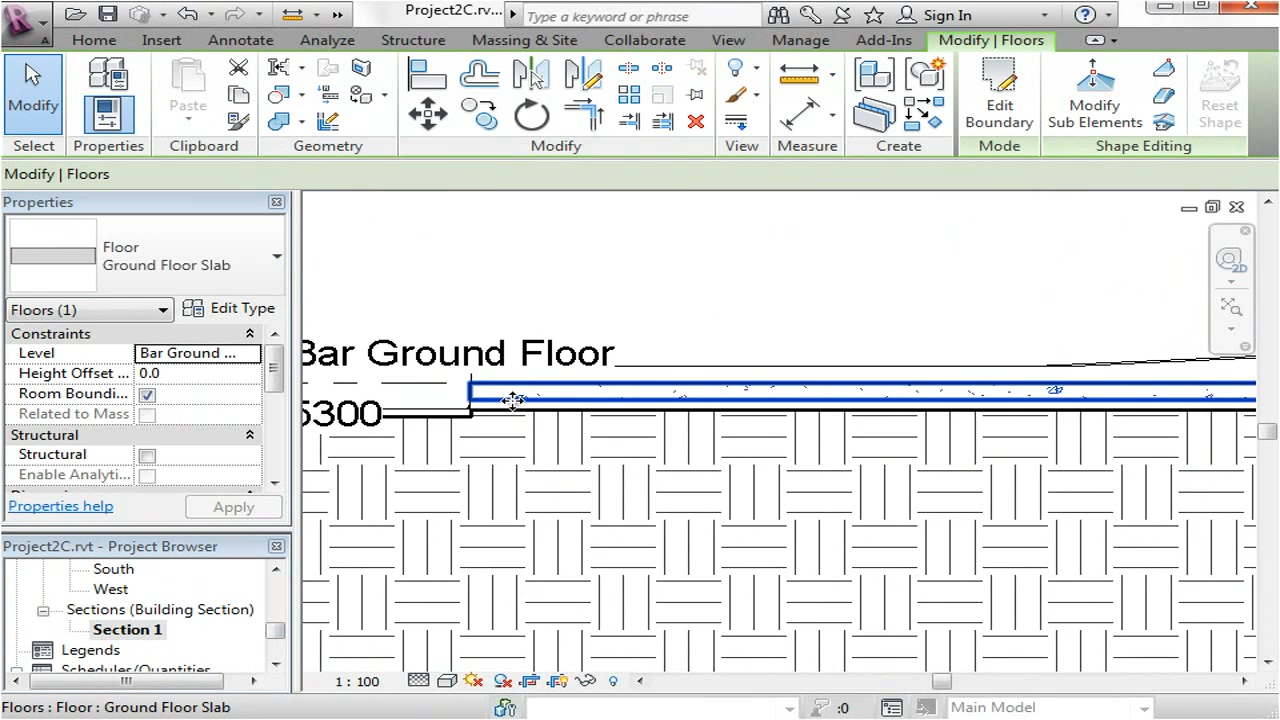 Project2C.rv...
Type a keyword or phrase
Sign In
Home Insert Annotate Analyze Structure Massing & Site Collaborate View Manage Add-Ins Modify | Floors
Modify
Paste
Edit Boundary
Modify Sub Elements
Reset Shape
Select Properties Clipboard Geometry Modify View Measure Create Mode Shape Editing
Modify | Floors
Properties
Floor
Ground Floor Slab
Floors (1)
Edit Type
Constraints
Level Bar Ground ...
Height Offset ... 0.0
Room Boundi...
Related to Mass
Structural
Structural
Enable Analyti...
Properties help
Apply
2D
Bar Ground Floor
5300
Project2C.rvt - Project Browser
South
West
Sections (Building Section)
Section 1
Legends
Schedules/Quantities
1 : 100
Floors : Floor : Ground Floor Slab
:0
Main Model